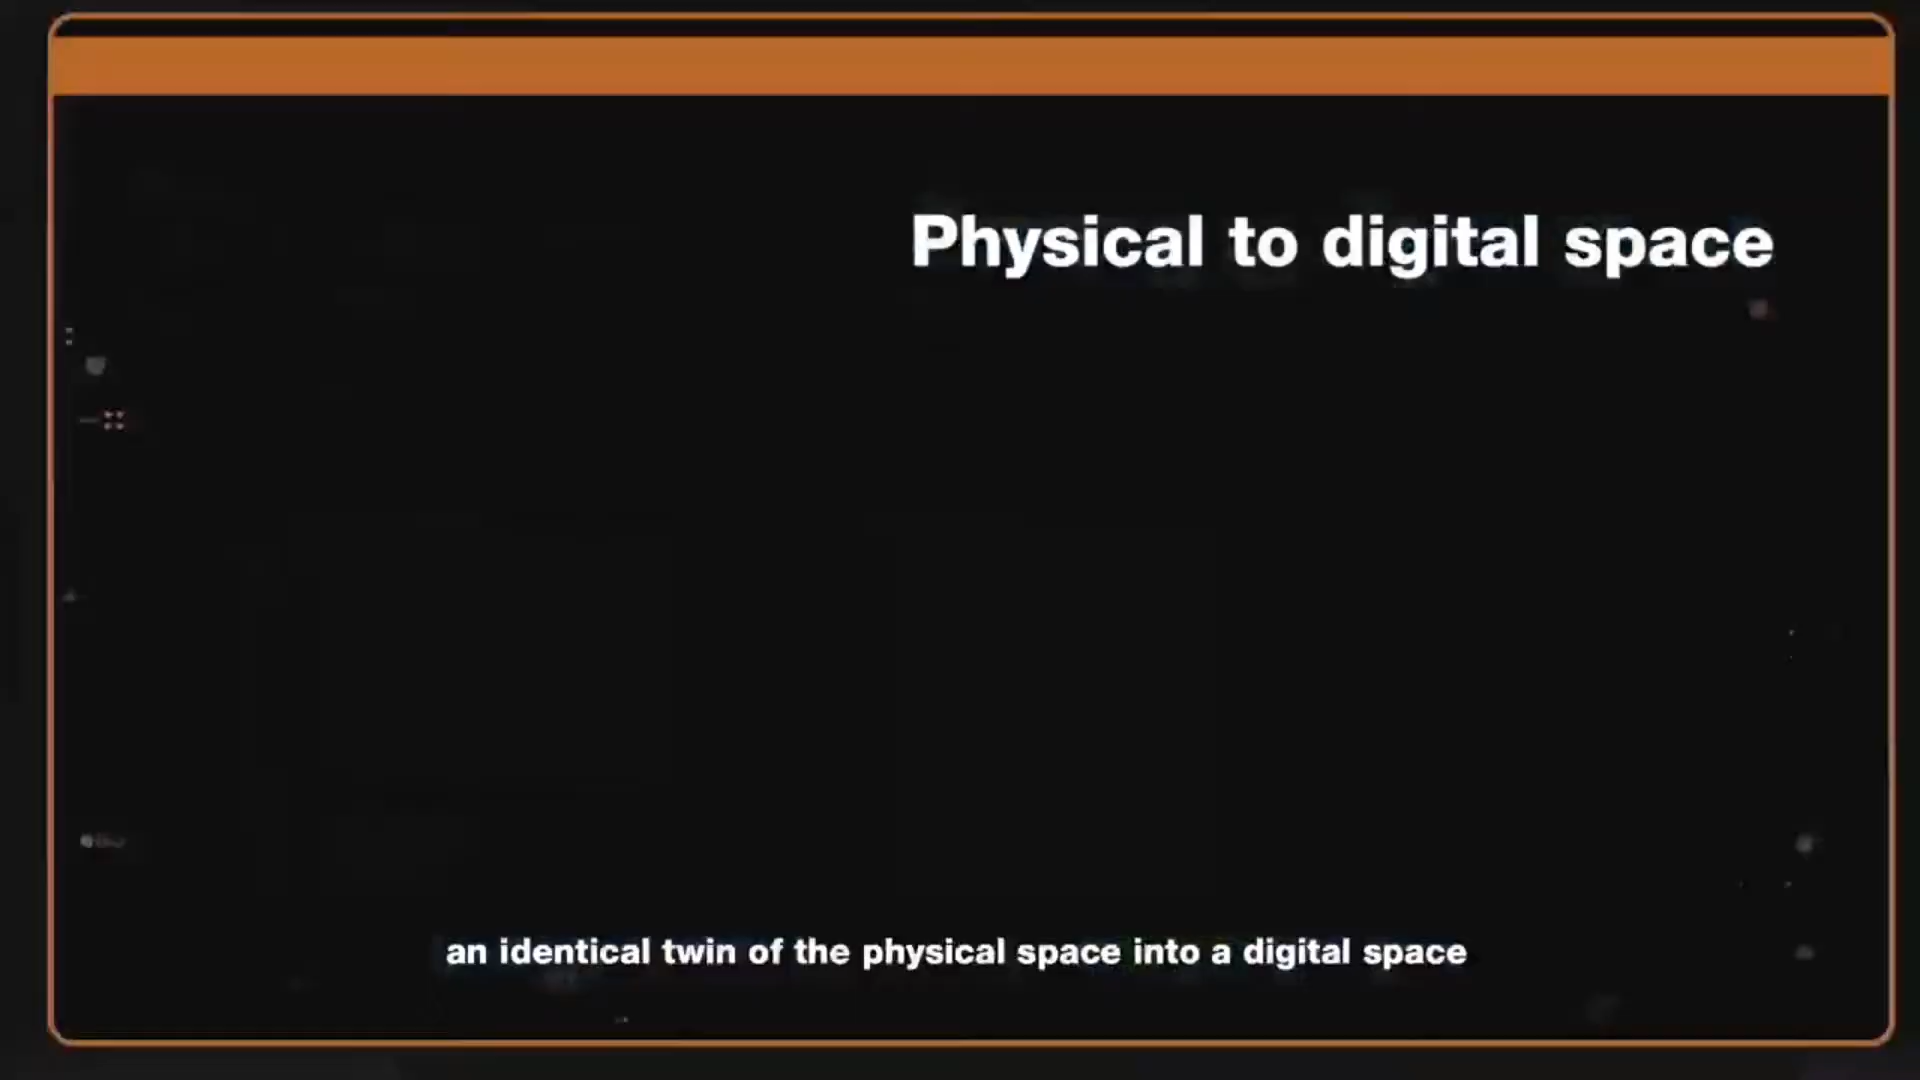 Physical to digital space
an identical twin of the physical space into a digital space